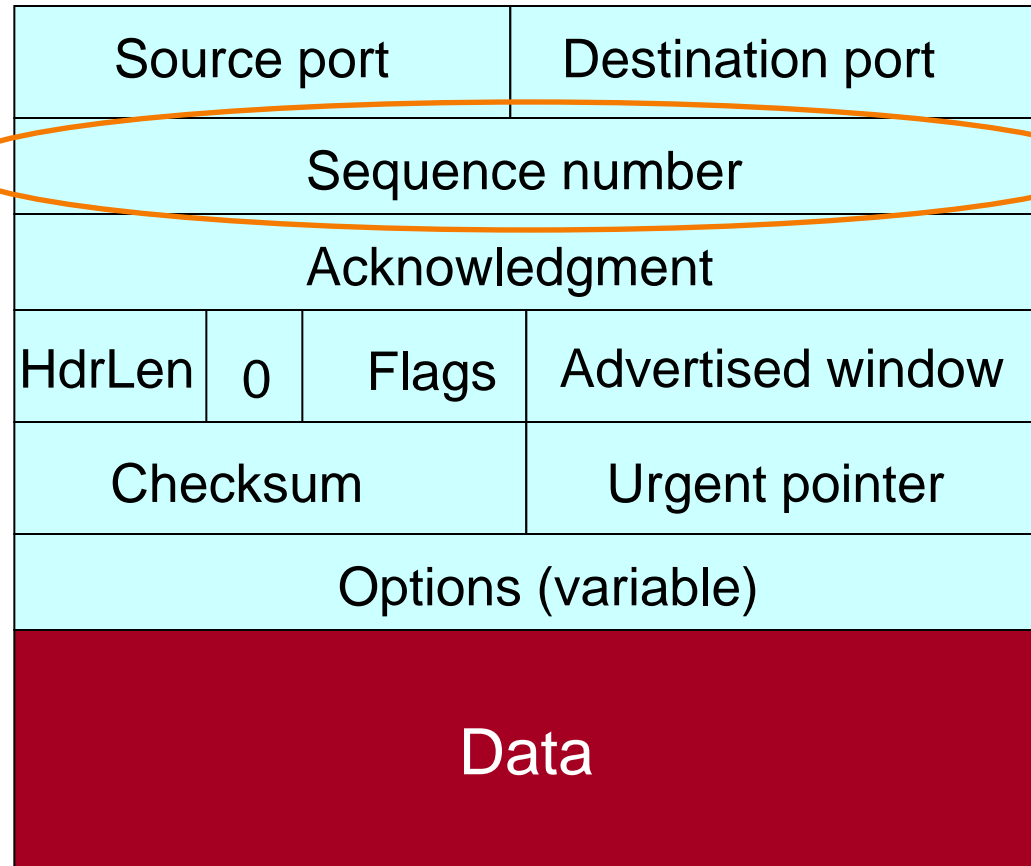 Source port Destination port
Sequence number
Acknowledgment
HdrLen 0 Flags Advertised window
Checksum Urgent pointer
Options (variable)
Data